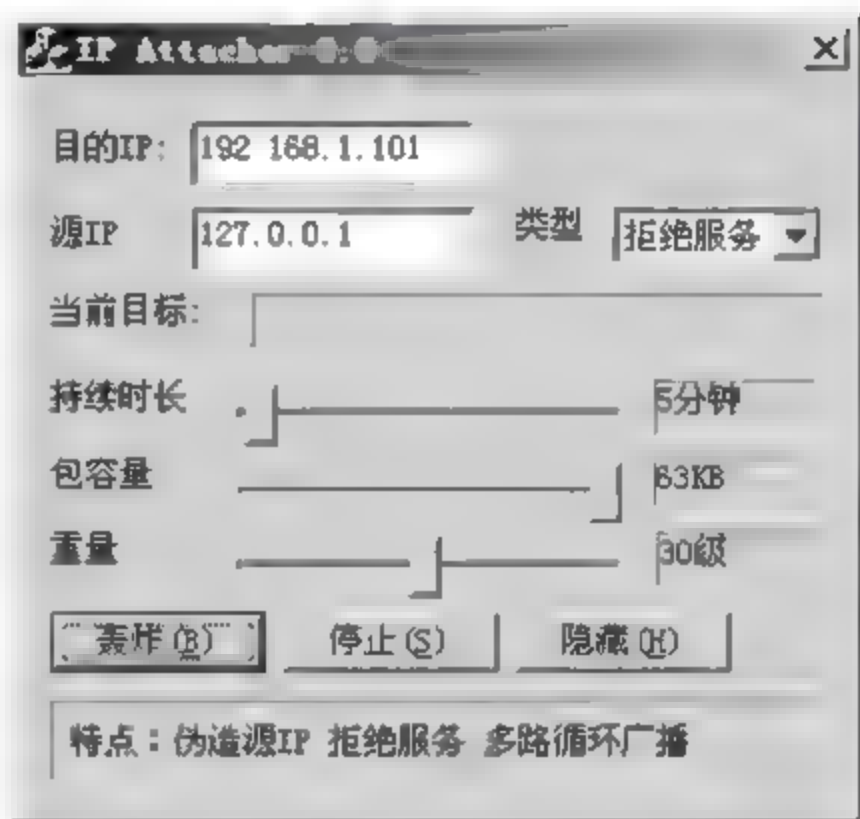 IP Attacher
目的IP: 192 168.1.101
源IP 127.0.0.1 类型 拒绝服务
当前目标:
持续时长 5分钟
包容量 63KB
重量 30级
轰炸(B) 停止(S) 隐藏(H)
特点：伪造源IP 拒绝服务 多路循环广播